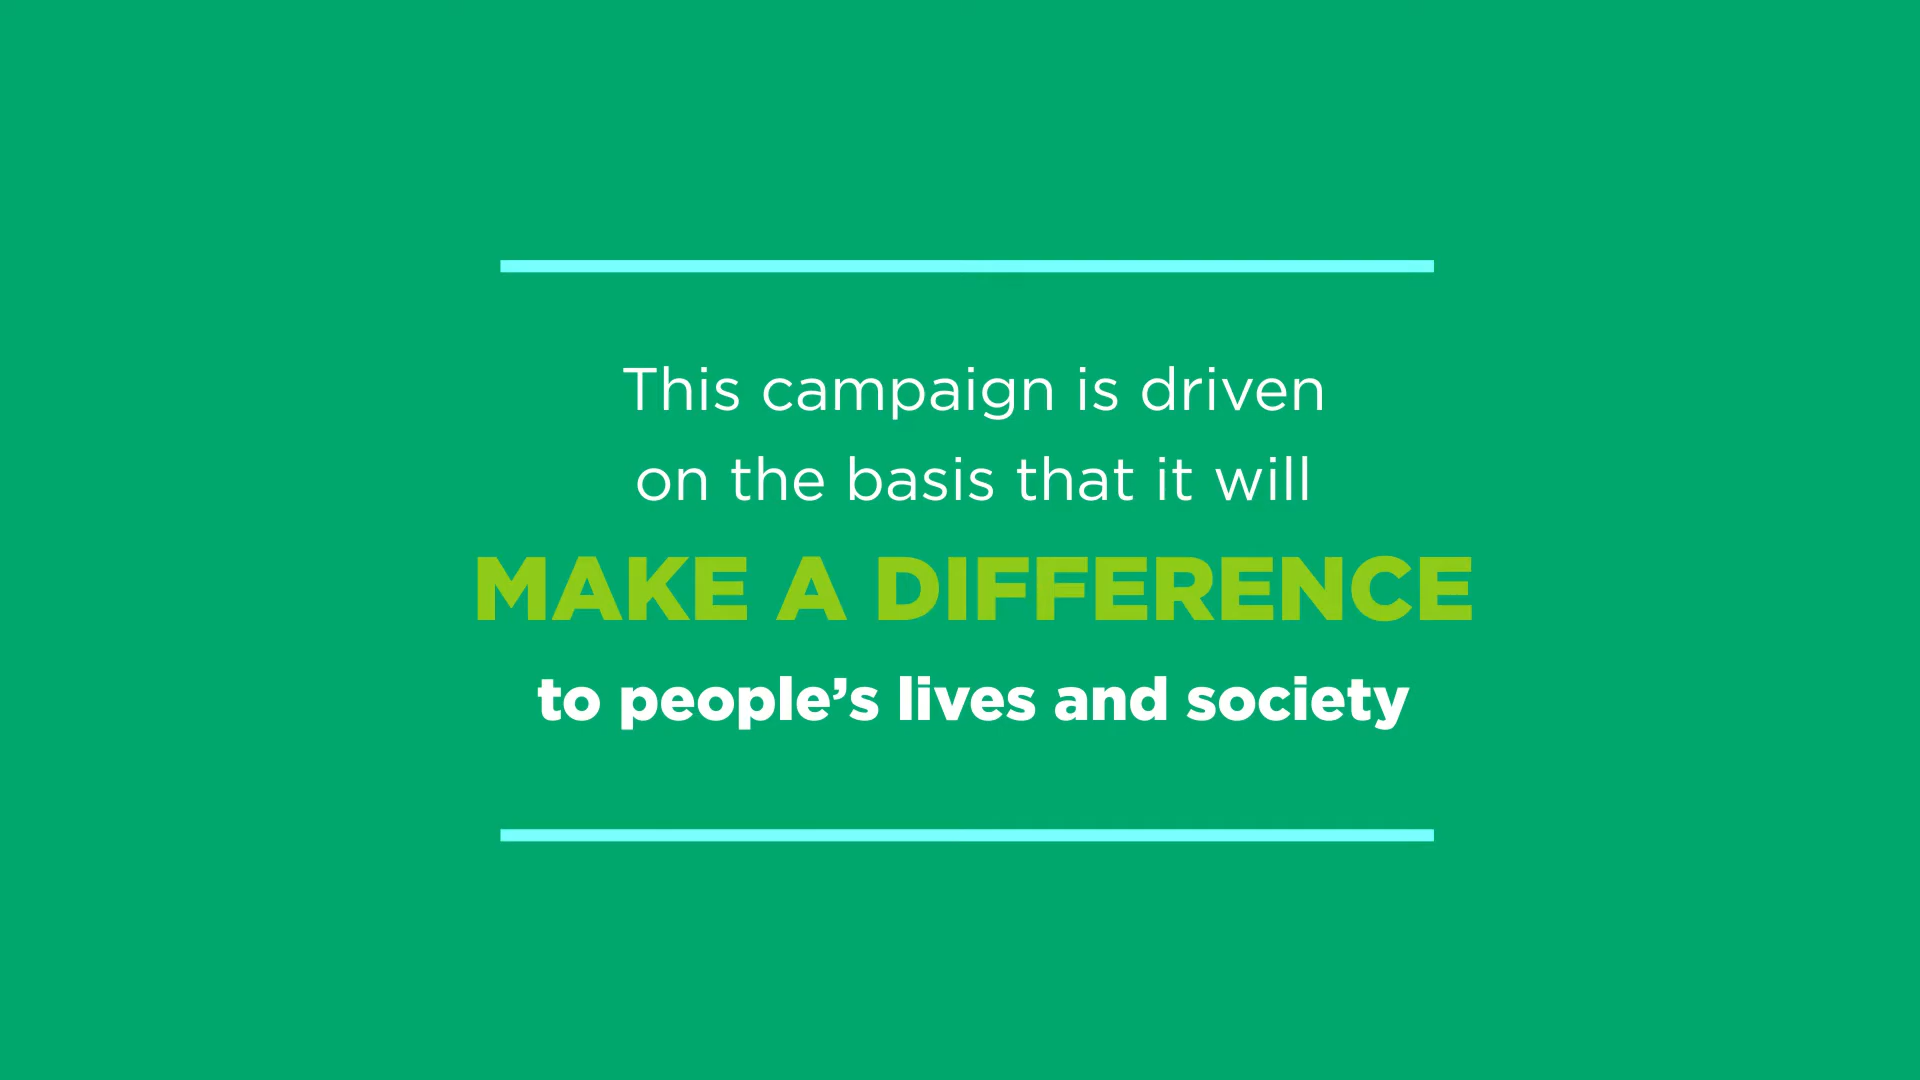 This campaign is driven
on the basis that it will
MAKE A DIFFERENCE
to people’s lives and society